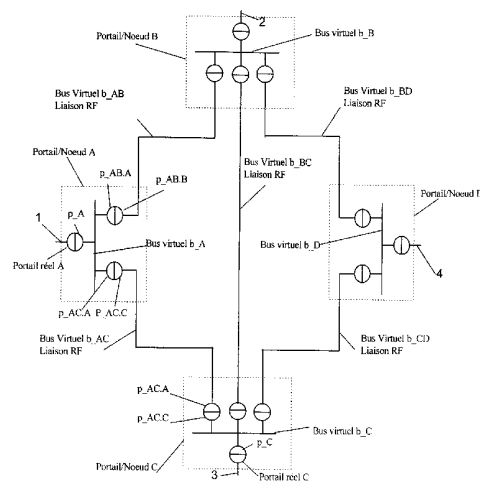 2
Portail/Noeud B
Bus virtuel b_B
Bus Virtuel b_AB
Liaison RF
Bus Virtuel b_BD
Liaison RF
Portail/Noeud A
p_AB.A
p_AB.B
Bus Virtuel b_BC
Liaison RF
Portail/Noeud D
1
p_A
Bus virtuel b_A
Bus virtuel b_D
Portail réel A
4
p_AC.A
P_AC.C
Bus Virtuel b_AC
Liaison RF
Bus Virtuel b_CD
Liaison RF
p_AC.A
p_AC.C
Bus virtuel b_C
p_C
Portail/Noeud C
3
Portail réel C